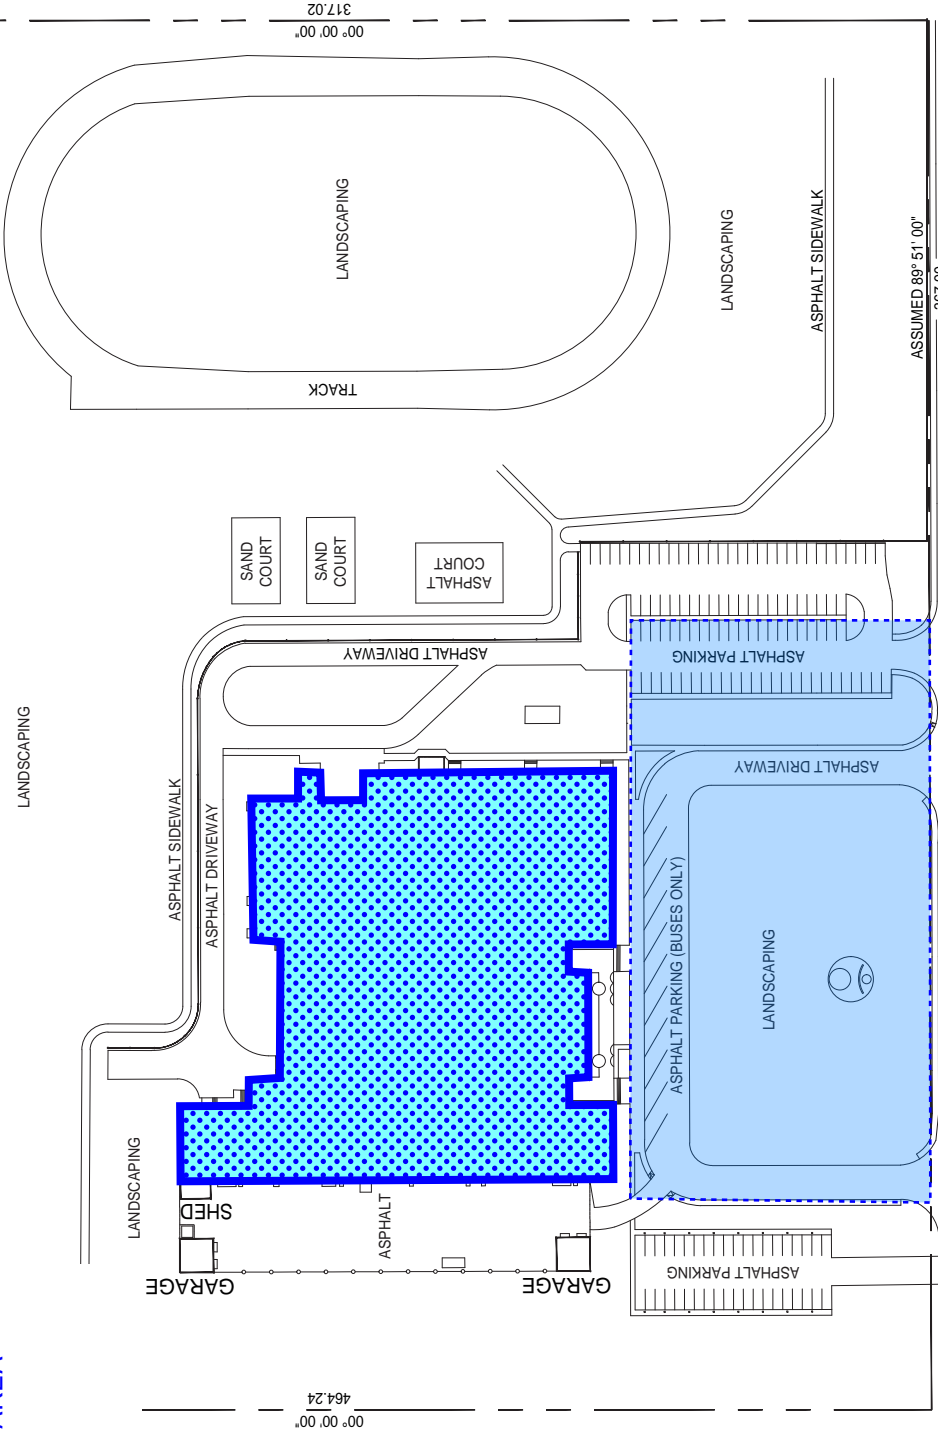 317.02
00° 00' 00"
LANDSCAPING
LANDSCAPING
ASPHALT SIDEWALK
ASSUMED 89° 51' 00"
TRACK
SAND
COURT
SAND
COURT
ASPHALT
COURT
ASPHALT DRIVEWAY
ASPHALT PARKING
LANDSCAPING
ASPHALT SIDEWALK
ASPHALT DRIVEWAY
ASPHALT DRIVEWAY
ASPHALT PARKING (BUSES ONLY)
LANDSCAPING
LANDSCAPING
SHED
ASPHALT
GARAGE
GARAGE
ASPHALT PARKING
464.24
00° 00' 00"